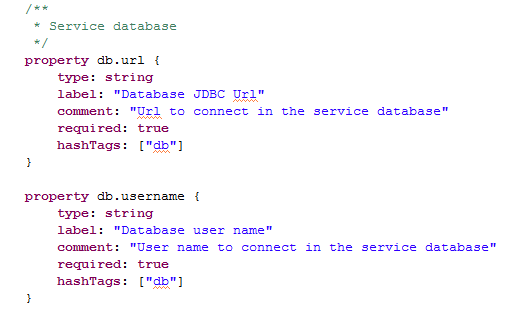 /**
 * Service database
 */
property db.url {
    type: string
    label: "Database JDBC Url"
    comment: "Url to connect in the service database"
    required: true
    hashTags: ["db"]
}

property db.username {
    type: string
    label: "Database user name"
    comment: "User name to connect in the service database"
    required: true
    hashTags: ["db"]
}